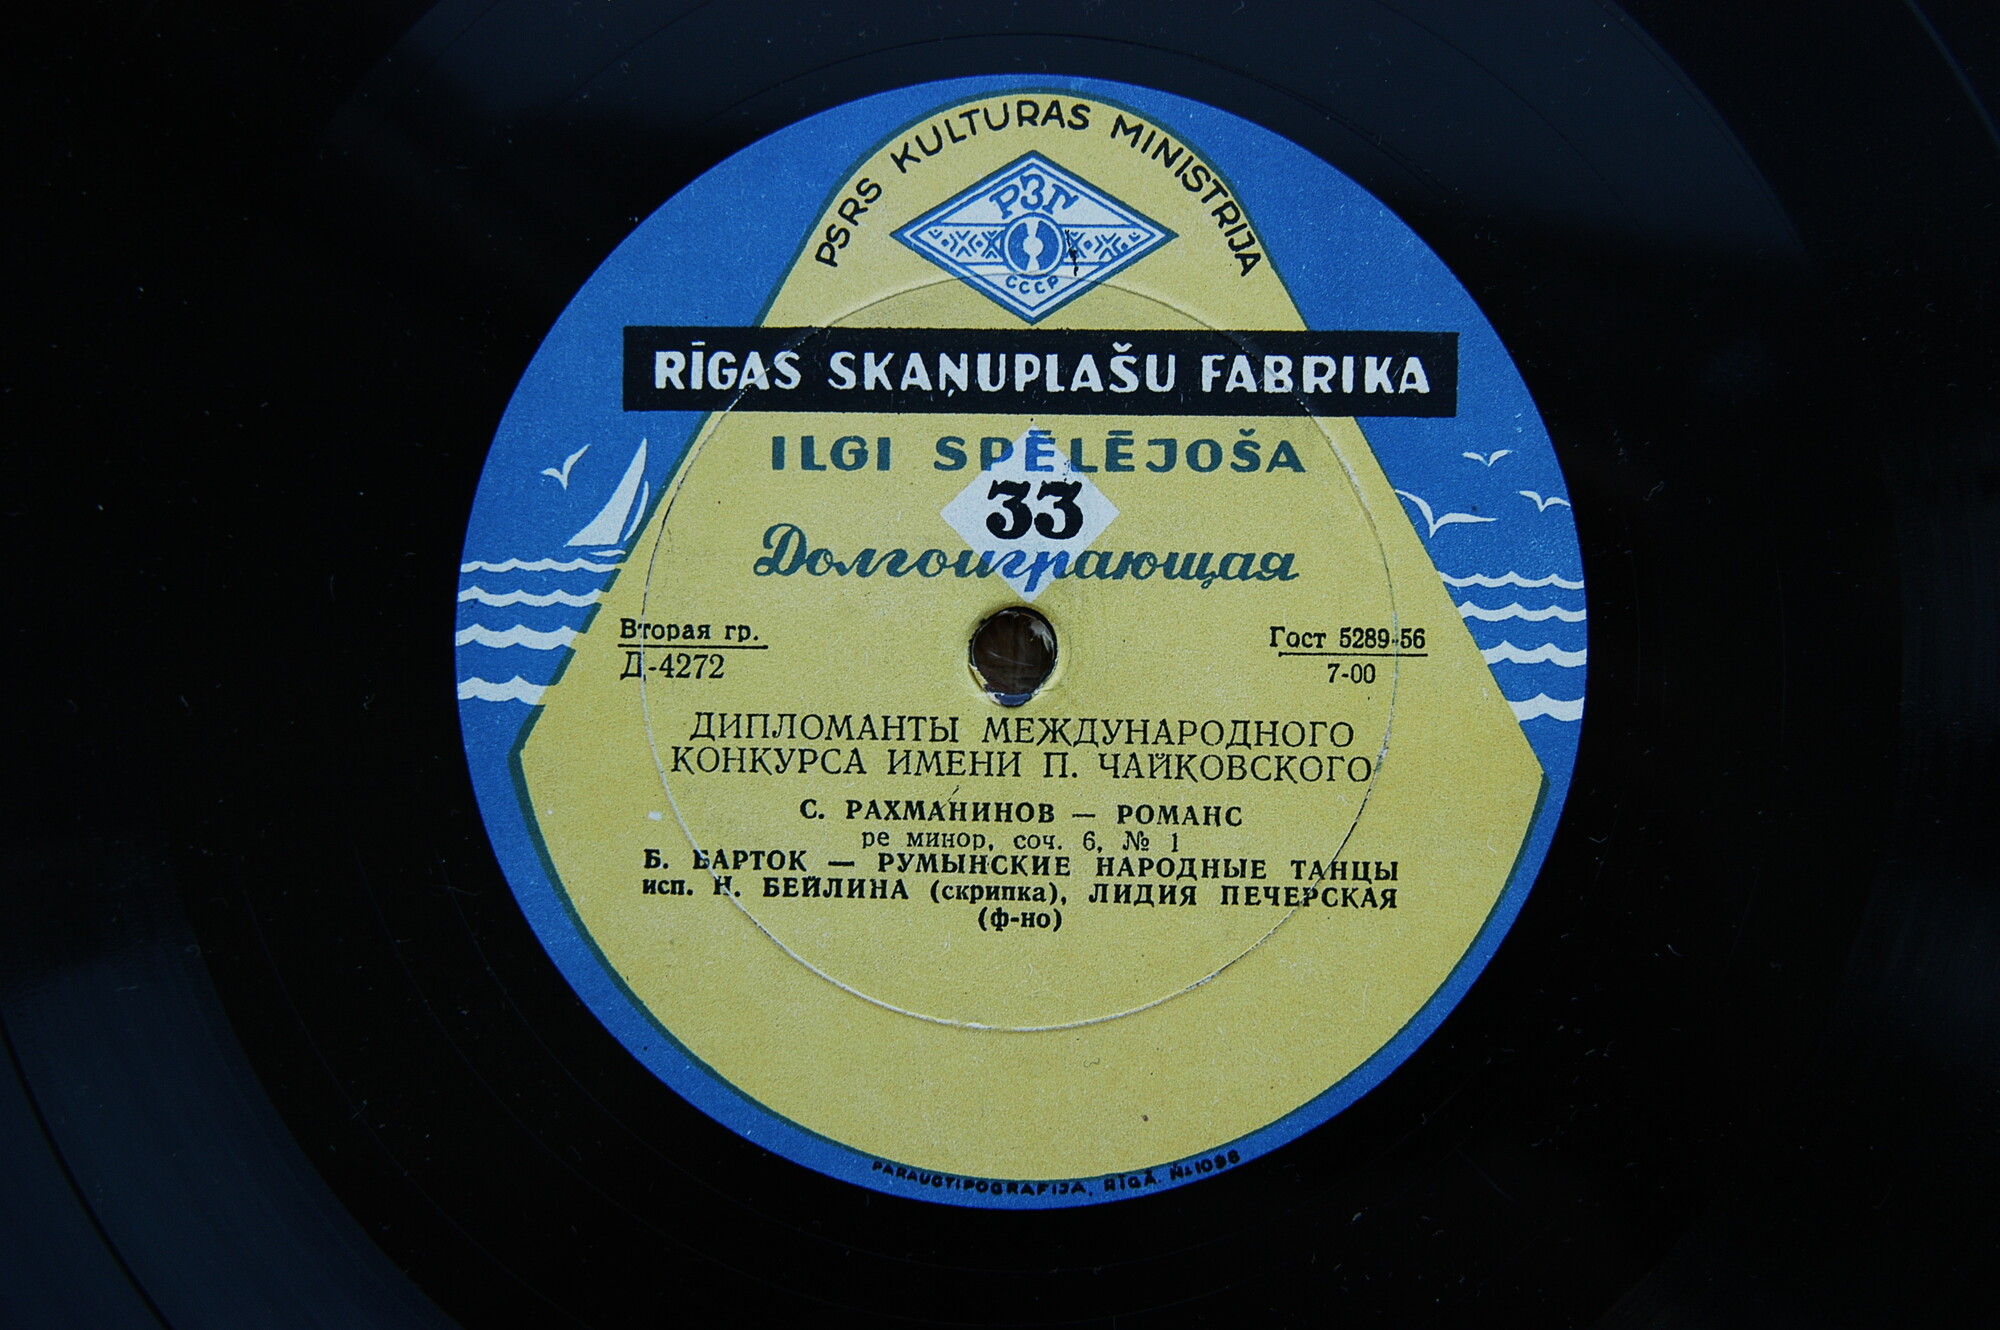 PSRS KULTURAS MINISTRIJA
РЗГ
СССР
RĪGAS SKAŅUPLAŠU FABRIKA
ILGI SPĒLĒJOŠA
33
Долгоиграющая
Вторая гр.
Д-4272
Гост 5289-56
7-00
ДИПЛОМАНТЫ МЕЖДУНАРОДНОГО
КОНКУРСА ИМЕНИ П. ЧАЙКОВСКОГО
С. РАХМАНИНОВ — РОМАНС
ре минор, соч. 6, № 1
Б. БАРТОК — РУМЫНСКИЕ НАРОДНЫЕ ТАНЦЫ
исп. Н. БЕЙЛИНА (скрипка), ЛИДИЯ ПЕЧЕРСКАЯ
(ф-но)
PARAUGTIPOGRAFIJA, RĪGĀ. №1098